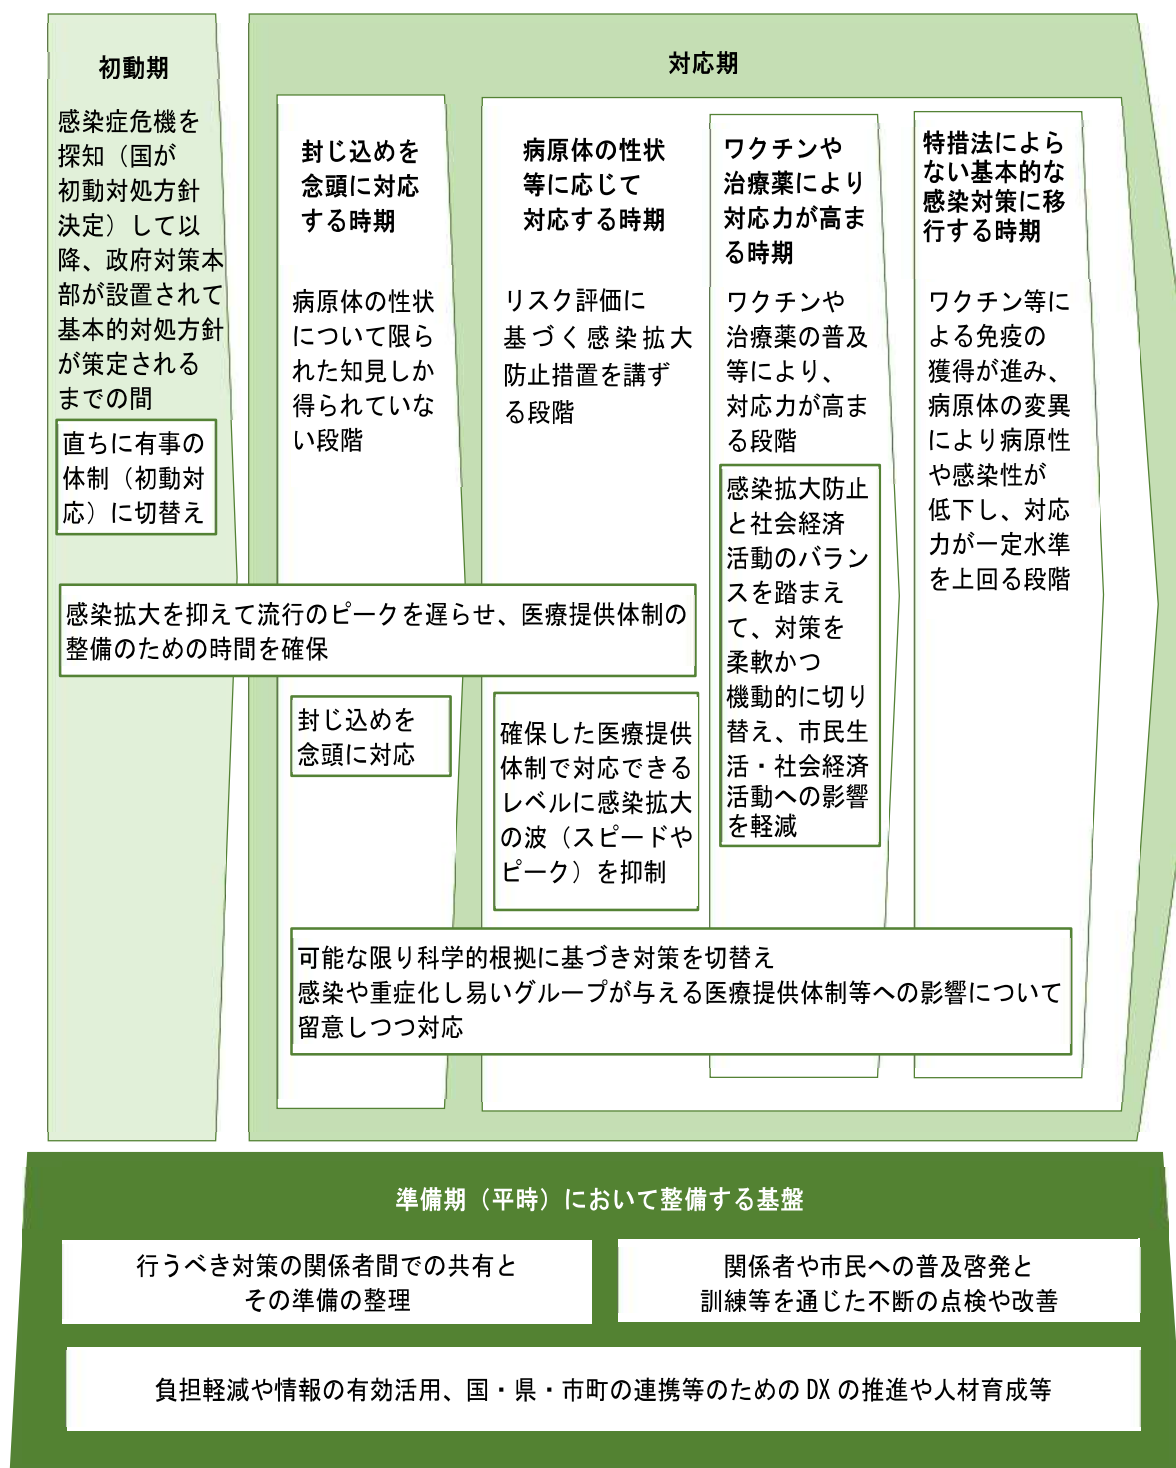 初動期
感染症危機を
探知（国が
初動対処方針
決定）して以
降、政府対策本
部が設置されて
基本的対処方針
が策定される
までの間
直ちに有事の
体制（初動対
応）に切替え
対応期
封じ込めを
念頭に対応
する時期
病原体の性状
について限ら
れた知見しか
得られていな
い段階
病原体の性状
等に応じて
対応する時期
リスク評価に
基づく感染拡大
防止措置を講ず
る段階
ワクチンや
治療薬により
対応力が高ま
る時期
ワクチンや
治療薬の普及
等により、
対応力が高ま
る段階
感染拡大防止
と社会経済
活動のバラン
スを踏まえ
て、対策を
柔軟かつ
機動的に切り
替え、市民生
活・社会経済
活動への影響
を軽減
特措法によら
ない基本的な
感染対策に移
行する時期
ワクチン等に
よる免疫の
獲得が進み、
病原体の変異
により病原性
や感染性が
低下し、対応
力が一定水準
を上回る段階
感染拡大を抑えて流行のピークを遅らせ、医療提供体制の
整備のための時間を確保
封じ込めを
念頭に対応
確保した医療提供
体制で対応できる
レベルに感染拡大
の波（スピードや
ピーク）を抑制
可能な限り科学的根拠に基づき対策を切替え
感染や重症化し易いグループが与える医療提供体制等への影響について
留意しつつ対応
準備期（平時）において整備する基盤
行うべき対策の関係者間での共有と
その準備の整理
関係者や市民への普及啓発と
訓練等を通じた不断の点検や改善
負担軽減や情報の有効活用、国・県・市町の連携等のための DX の推進や人材育成等